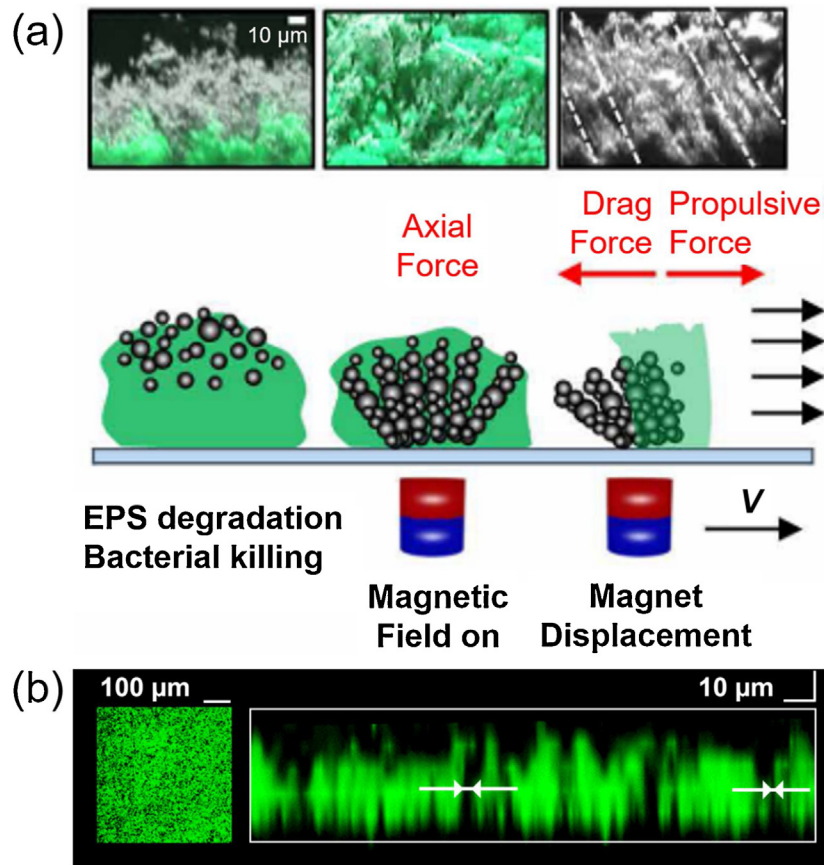 (a)
10 μm
Axial
Force
Drag
Force
Propulsive
Force
EPS degradation
Bacterial killing
V
Magnetic
Field on
Magnet
Displacement
(b)
100 μm
10 μm